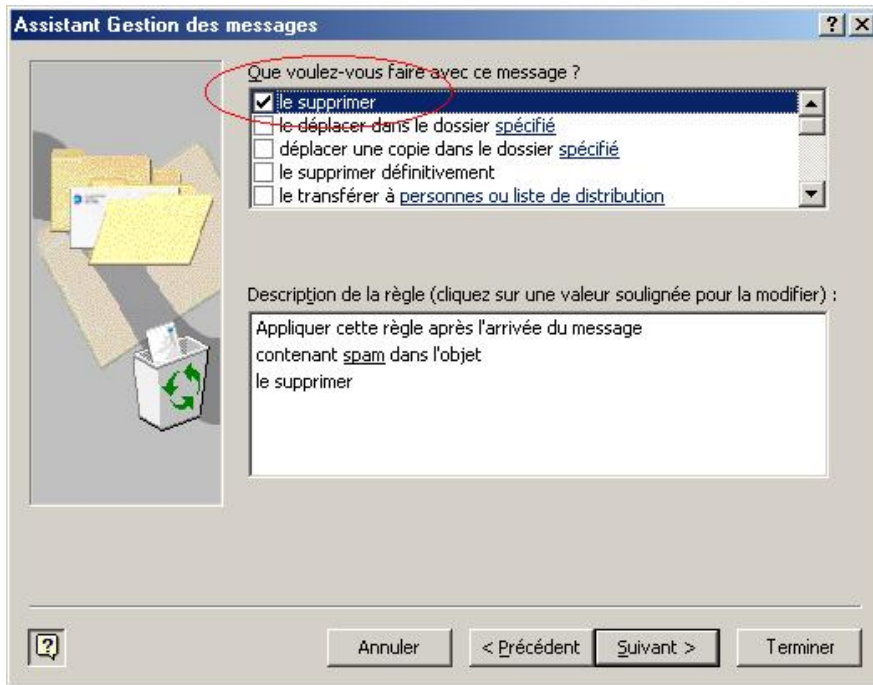 Assistant Gestion des messages
Que voulez-vous faire avec ce message ?
le supprimer
le déplacer dans le dossier spécifié
déplacer une copie dans le dossier spécifié
le supprimer définitivement
le transférer à personnes ou liste de distribution
Description de la règle (cliquez sur une valeur soulignée pour la modifier) :
Appliquer cette règle après l'arrivée du message
contenant spam dans l'objet
le supprimer
Annuler
< Précédent
Suivant >
Terminer